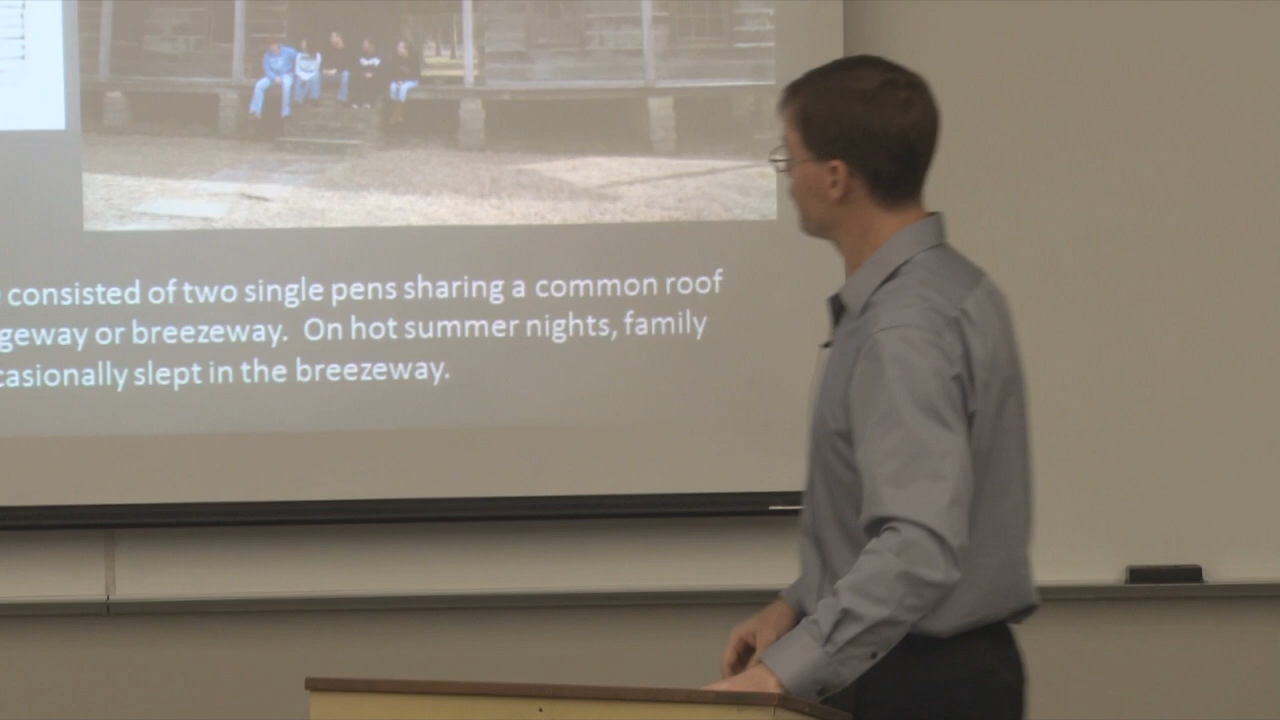 consisted of two single pens sharing a common roof
geway or breezeway. On hot summer nights, family
casionally slept in the breezeway.